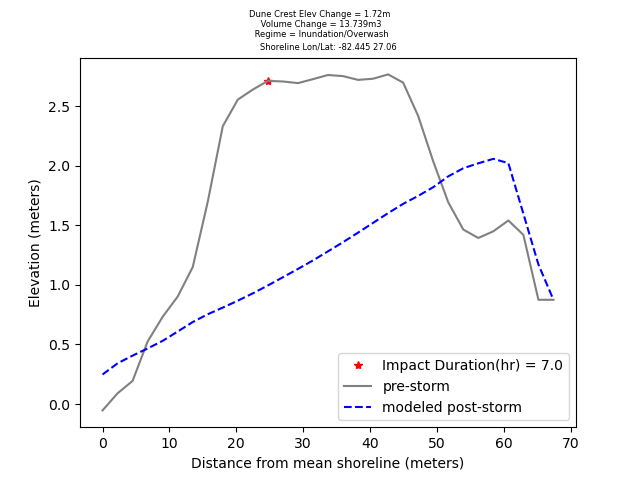 Dune Crest Elev Change = 1.72m
Volume Change = 13.739m3
Regime = Inundation/Overwash
Shoreline Lon/Lat: -82.445 27.06
2.5
2.0
1.5
1.0
0.5
0.0
Elevation (meters)
Impact Duration(hr) = 7.0
pre-storm
modeled post-storm
0 10 20 30 40 50 60 70
Distance from mean shoreline (meters)